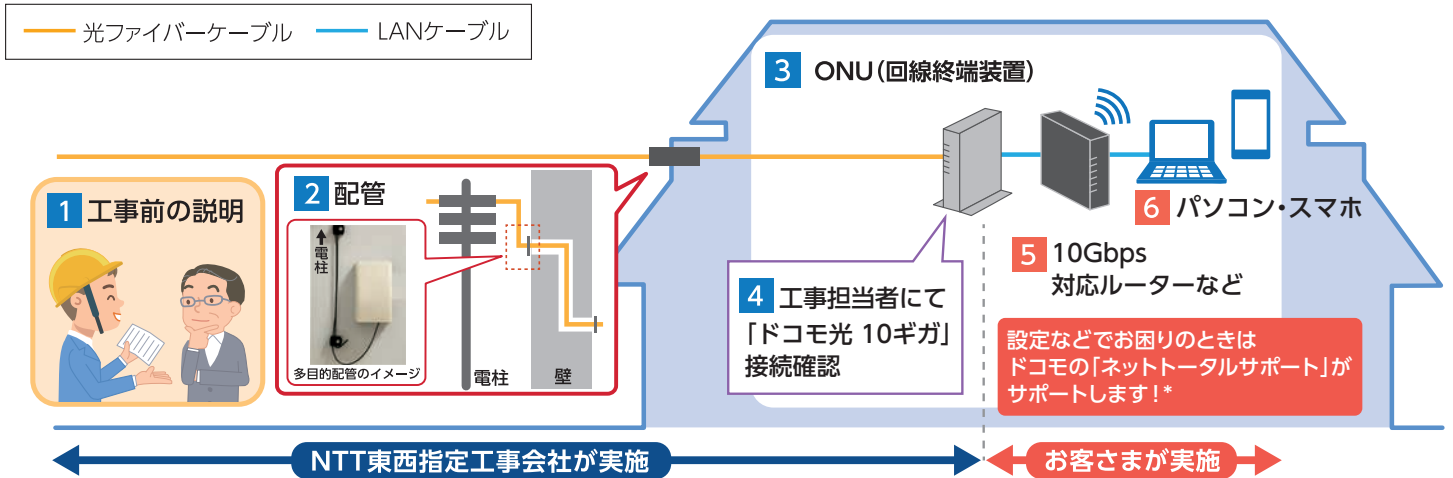 光ファイバーケーブル
LANケーブル
3 ONU(回線終端装置)
1 工事前の説明
2 配管
↑電柱
多目的配管のイメージ
電柱
壁
4 工事担当者にて
「ドコモ光 10ギガ」
接続確認
6 パソコン・スマホ
5 10Gbps
対応ルーターなど
設定などでお困りのときは
ドコモの「ネットトータルサポート」が
サポートします!*
NTT東西指定工事会社が実施
お客さまが実施